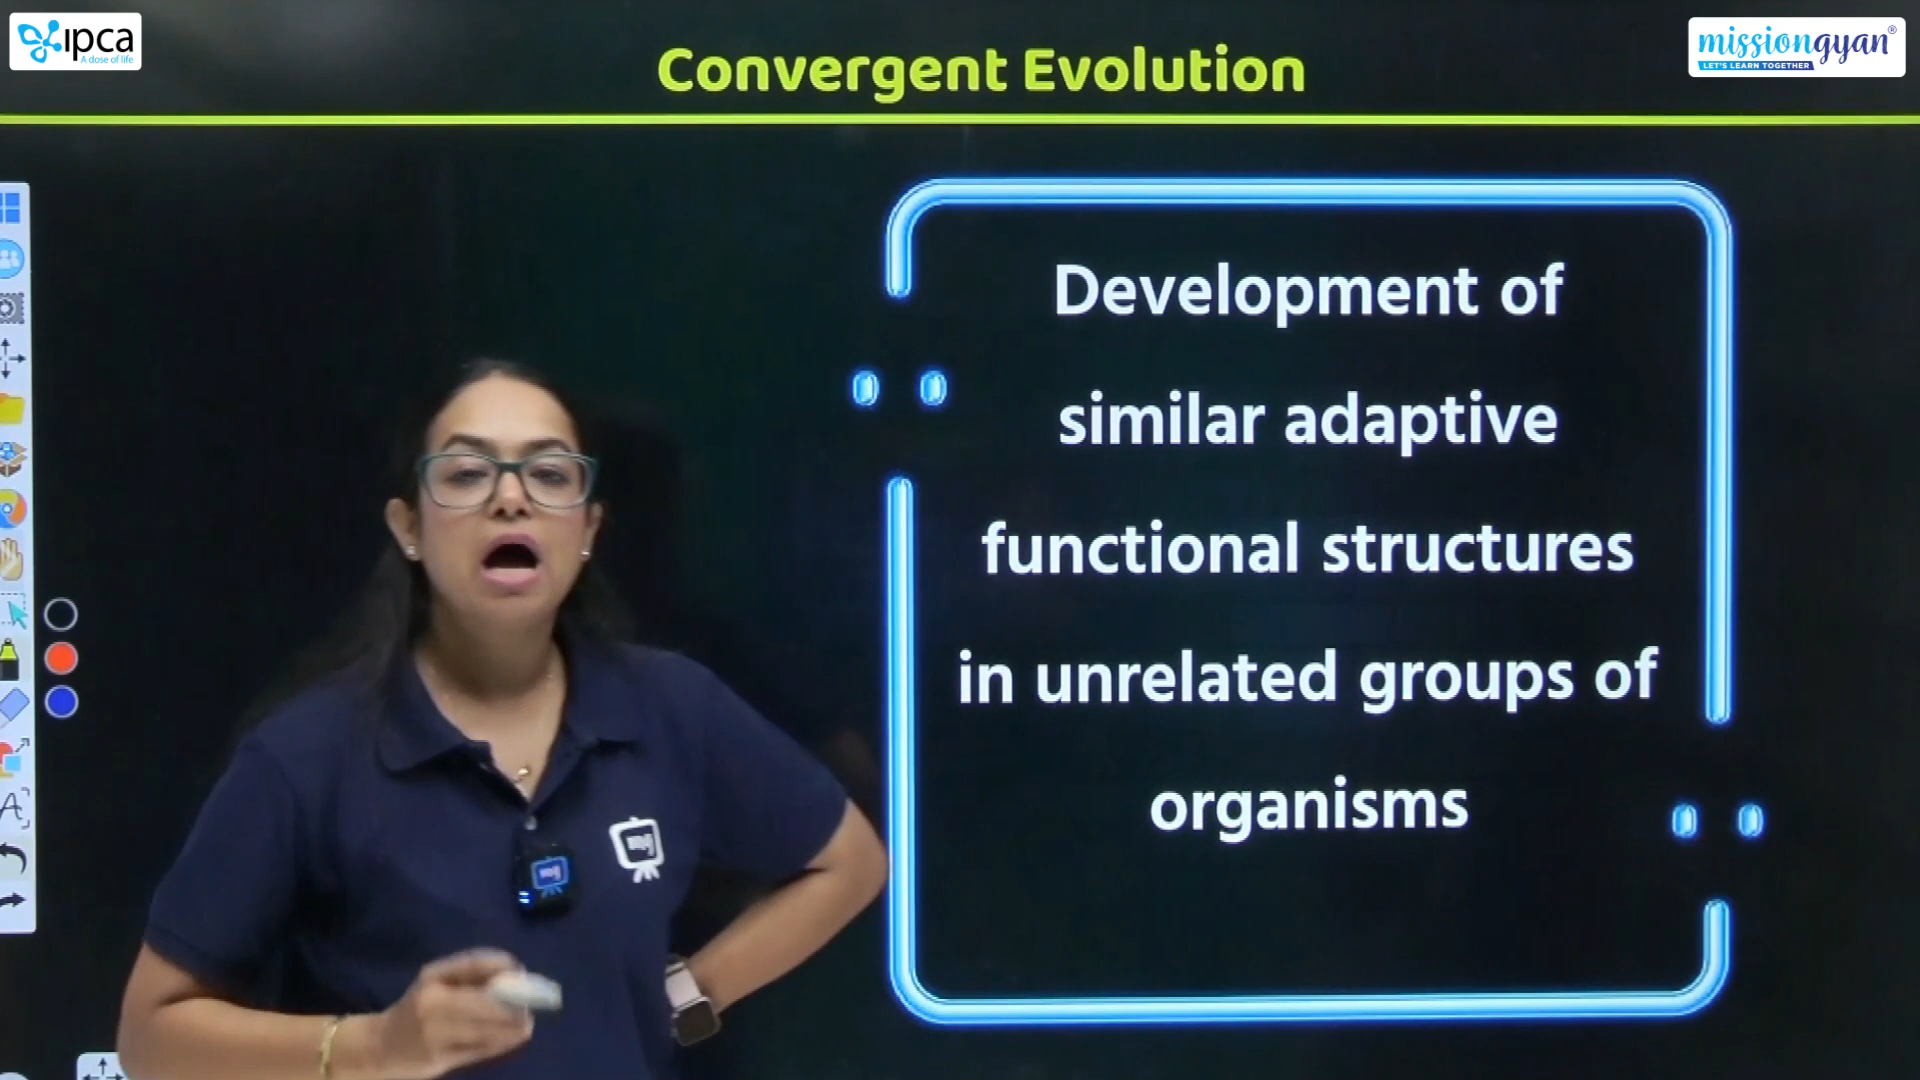 ipca
A dose of life
Convergent Evolution
missiongyan®
LET'S LEARN TOGETHER
Development of
similar adaptive
functional structures
in unrelated groups of
organisms